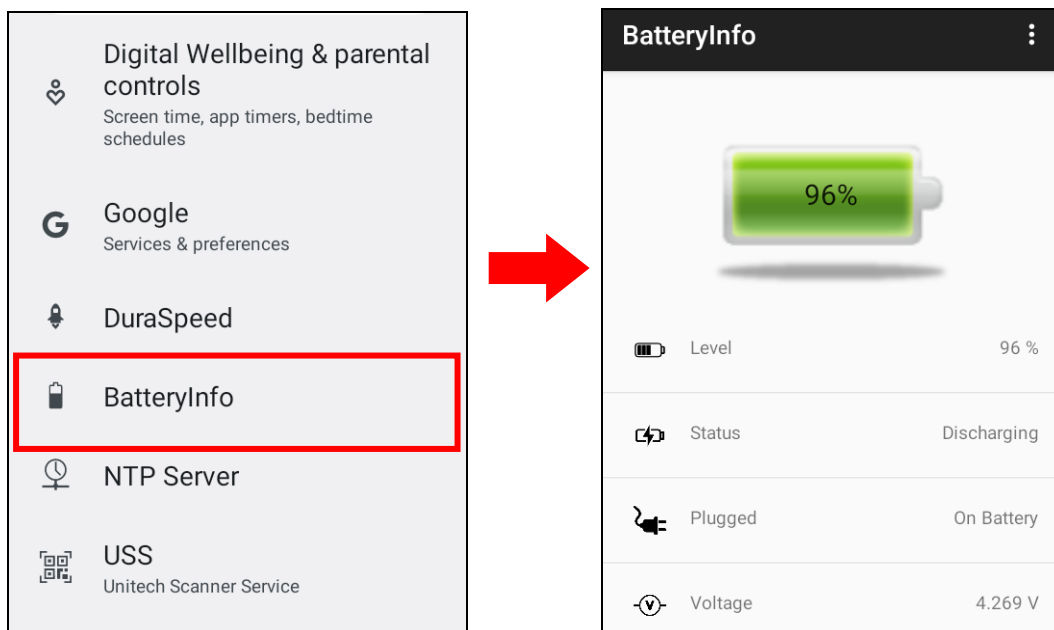 Digital Wellbeing & parental
controls
Screen time, app timers, bedtime
schedules
Google
Services & preferences
DuraSpeed
BatteryInfo
NTP Server
USS
Unitech Scanner Service
BatteryInfo
96%
Level 96 %
Status Discharging
Plugged On Battery
Voltage 4.269 V